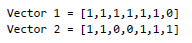 Vector 1 = [1,1,1,1,1,1,0]
Vector 2 = [1,1,0,0,1,1,1]